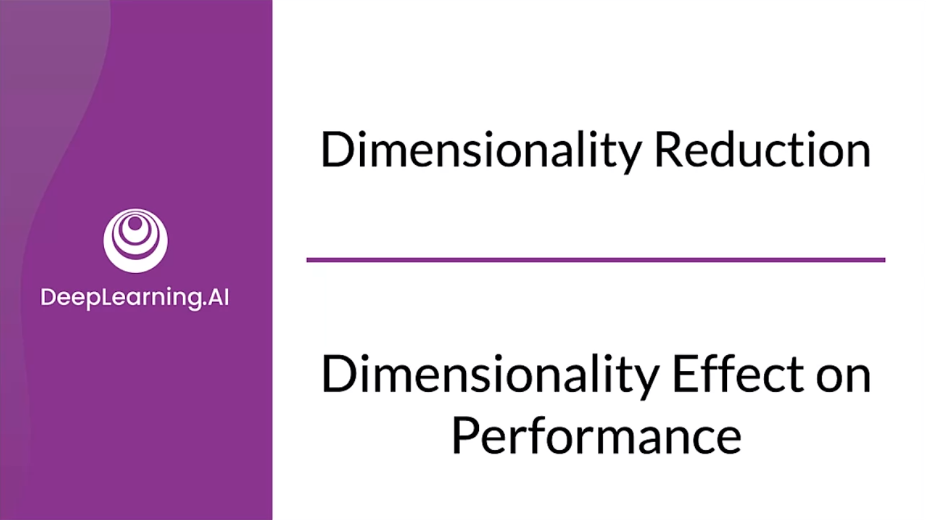 DeepLearning.AI
Dimensionality Reduction
Dimensionality Effect on
Performance